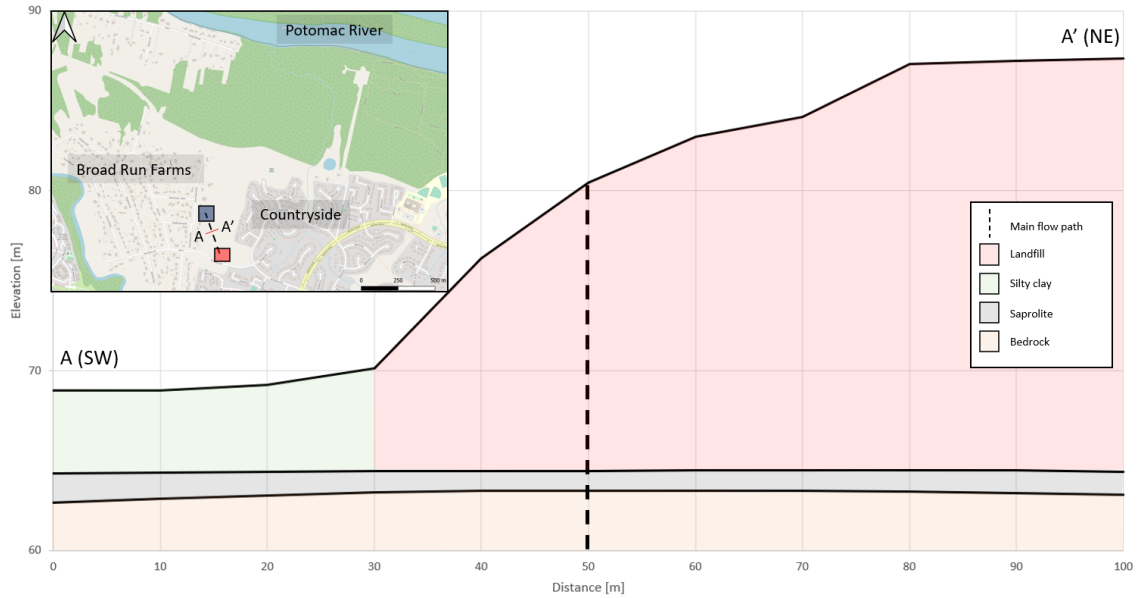 90
80
70
60
Elevation [m]
Potomac River
Broad Run Farms
Countryside
A
A’
0 250 500 m
A’ (NE)
A (SW)
Main flow path
Landfill
Silty clay
Saprolite
Bedrock
0 10 20 30 40 50 60 70 80 90 100
Distance [m]